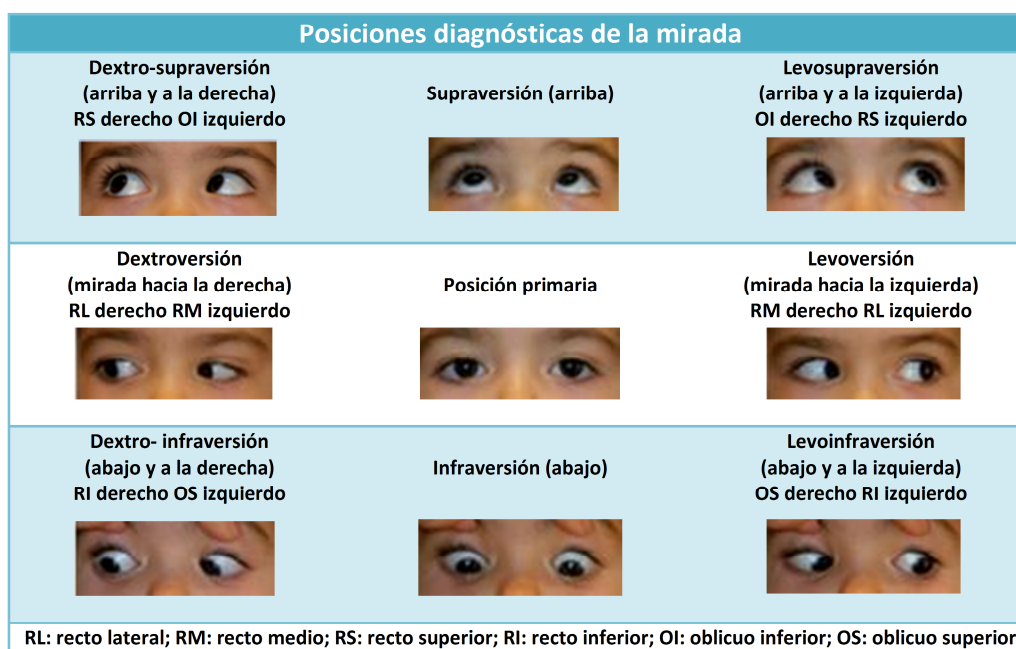 Posiciones diagnósticas de la mirada
Dextro-supraversión
(arriba y a la derecha)
RS derecho OI izquierdo
Supraversión (arriba)
Levosupraversión
(arriba y a la izquierda)
OI derecho RS izquierdo
Dextroversión
(mirada hacia la derecha)
RL derecho RM izquierdo
Posición primaria
Levoversión
(mirada hacia la izquierda)
RM derecho RL izquierdo
Dextro- infraversión
(abajo y a la derecha)
RI derecho OS izquierdo
Infraversión (abajo)
Levoinfraversión
(abajo y a la izquierda)
OS derecho RI izquierdo
RL: recto lateral; RM: recto medio; RS: recto superior; RI: recto inferior; OI: oblicuo inferior; OS: oblicuo superior